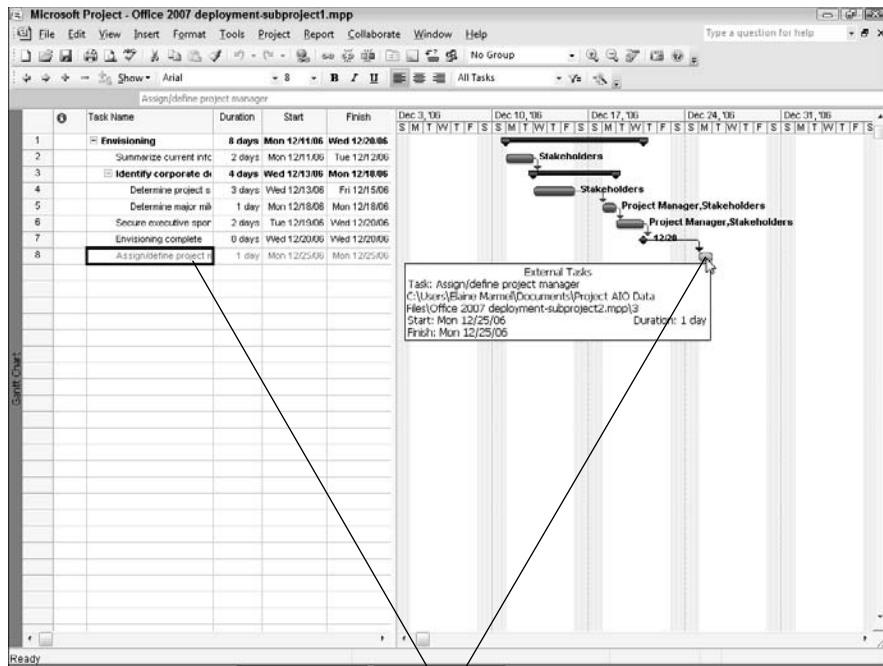 Microsoft Project - Office 2007 deployment-subproject1.mpp
File Edit View Insert Format Tools Project Report Collaborate Window Help Type a question for help
No Group
Show Arial 8 B I U All Tasks
Assign/define project manager
Task Name Duration Start Finish Dec 3, '06 Dec 10, '06 Dec 17, '06 Dec 24, '06 Dec 31, '06
S M T W T F S S M T W T F S S M T W T F S S M T W T F S S M T W T F S
1 Envisioning 8 days Mon 12/11/06 Wed 12/20/06
2 Summarize current infc 2 days Mon 12/11/06 Tue 12/12/06 Stakeholders
3 Identify corporate de 4 days Wed 12/13/06 Mon 12/18/06
4 Determine project s 3 days Wed 12/13/06 Fri 12/15/06 Stakeholders
5 Determine major mil 1 day Mon 12/18/06 Mon 12/18/06 Project Manager,Stakeholders
6 Secure executive spor 2 days Tue 12/19/06 Wed 12/20/06 Project Manager,Stakeholders
7 Envisioning complete 0 days Wed 12/20/06 Wed 12/20/06 12/20
8 Assign/define project m 1 day Mon 12/25/06 Mon 12/25/06
External Tasks
Task: Assign/define project manager
C:\Users\Elaine Marmel\Documents\Project AIO Data
Files\Office 2007 deployment-subproject2.mpp\3
Start: Mon 12/25/06 Duration: 1 day
Finish: Mon 12/25/06
Gantt Chart
Ready